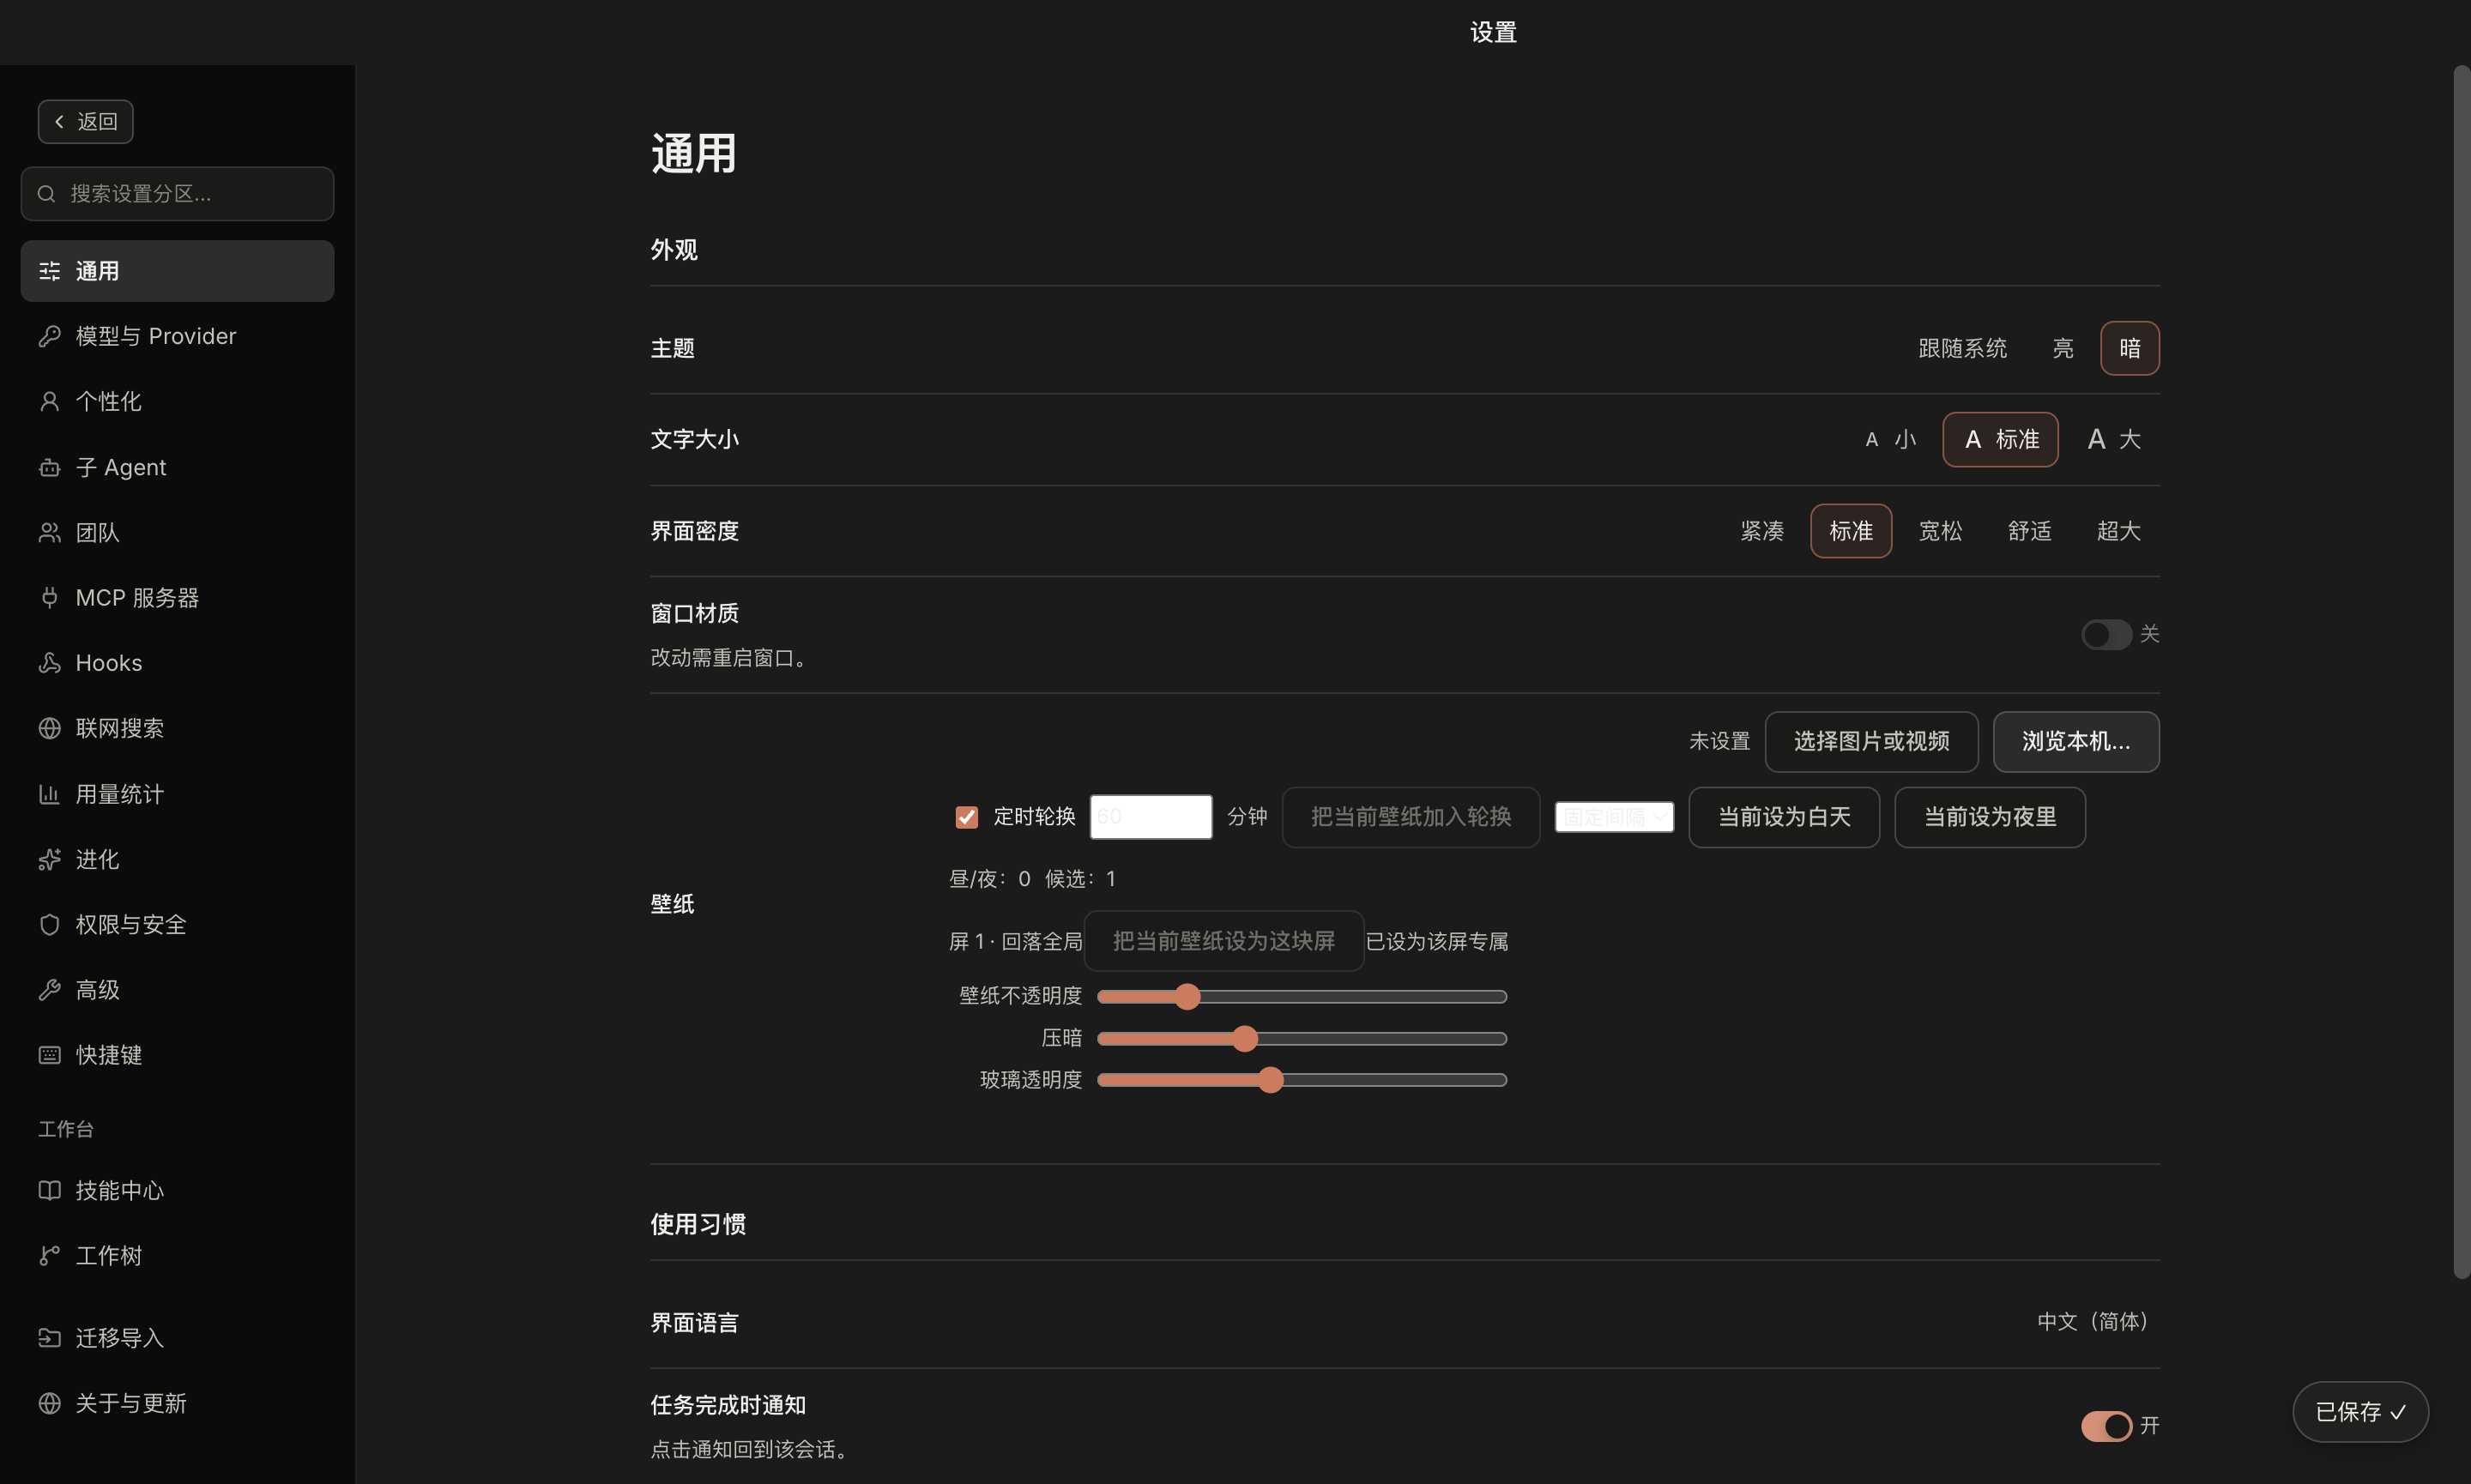 设置
返回
搜索设置分区...
通用
模型与 Provider
个性化
子 Agent
团队
MCP 服务器
Hooks
联网搜索
用量统计
进化
权限与安全
高级
快捷键
工作台
技能中心
工作树
迁移导入
关于与更新
通用
外观
主题
跟随系统 亮 暗
文字大小
A 小 A 标准 A 大
界面密度
紧凑 标准 宽松 舒适 超大
窗口材质
改动需重启窗口。
关
未设置 选择图片或视频 浏览本机...
定时轮换 60 分钟 把当前壁纸加入轮换 固定间隔 当前设为白天 当前设为夜里
昼/夜：0 候选：1
壁纸
屏 1 · 回落全局 把当前壁纸设为这块屏 已设为该屏专属
壁纸不透明度
压暗
玻璃透明度
使用习惯
界面语言
中文（简体）
任务完成时通知
点击通知回到该会话。
开
已保存 ✓